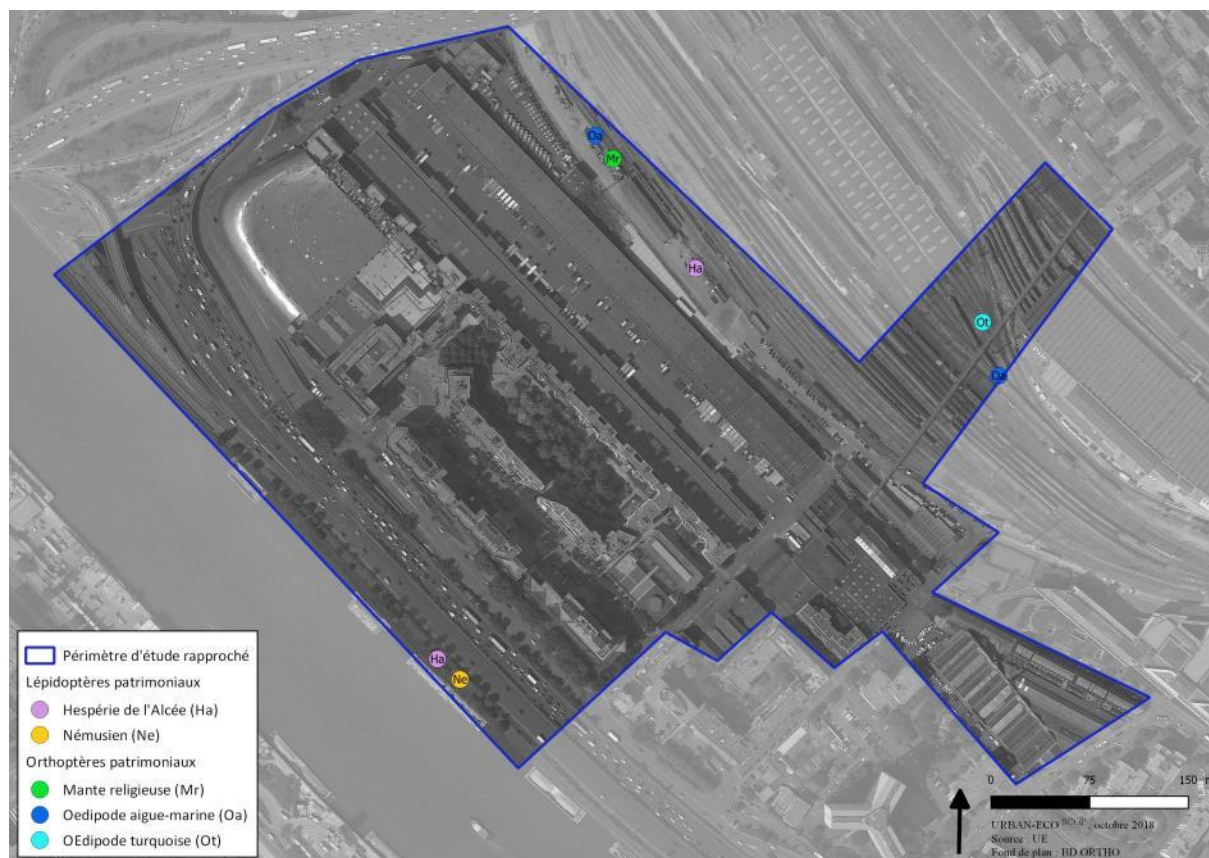 Oa
Mr
Ha
Ot
Oa
Ha
Ne
Périmètre d'étude rapproché
Lépidoptères patrimoniaux
Hespérie de l'Alcée (Ha)
Némusien (Ne)
Orthoptères patrimoniaux
Mante religieuse (Mr)
Oedipode aigue-marine (Oa)
OEdipode turquoise (Ot)
0 75 150 m
URBAN-ECO SCOP, octobre 2018
Source : UE
Fond de plan : BD ORTHO